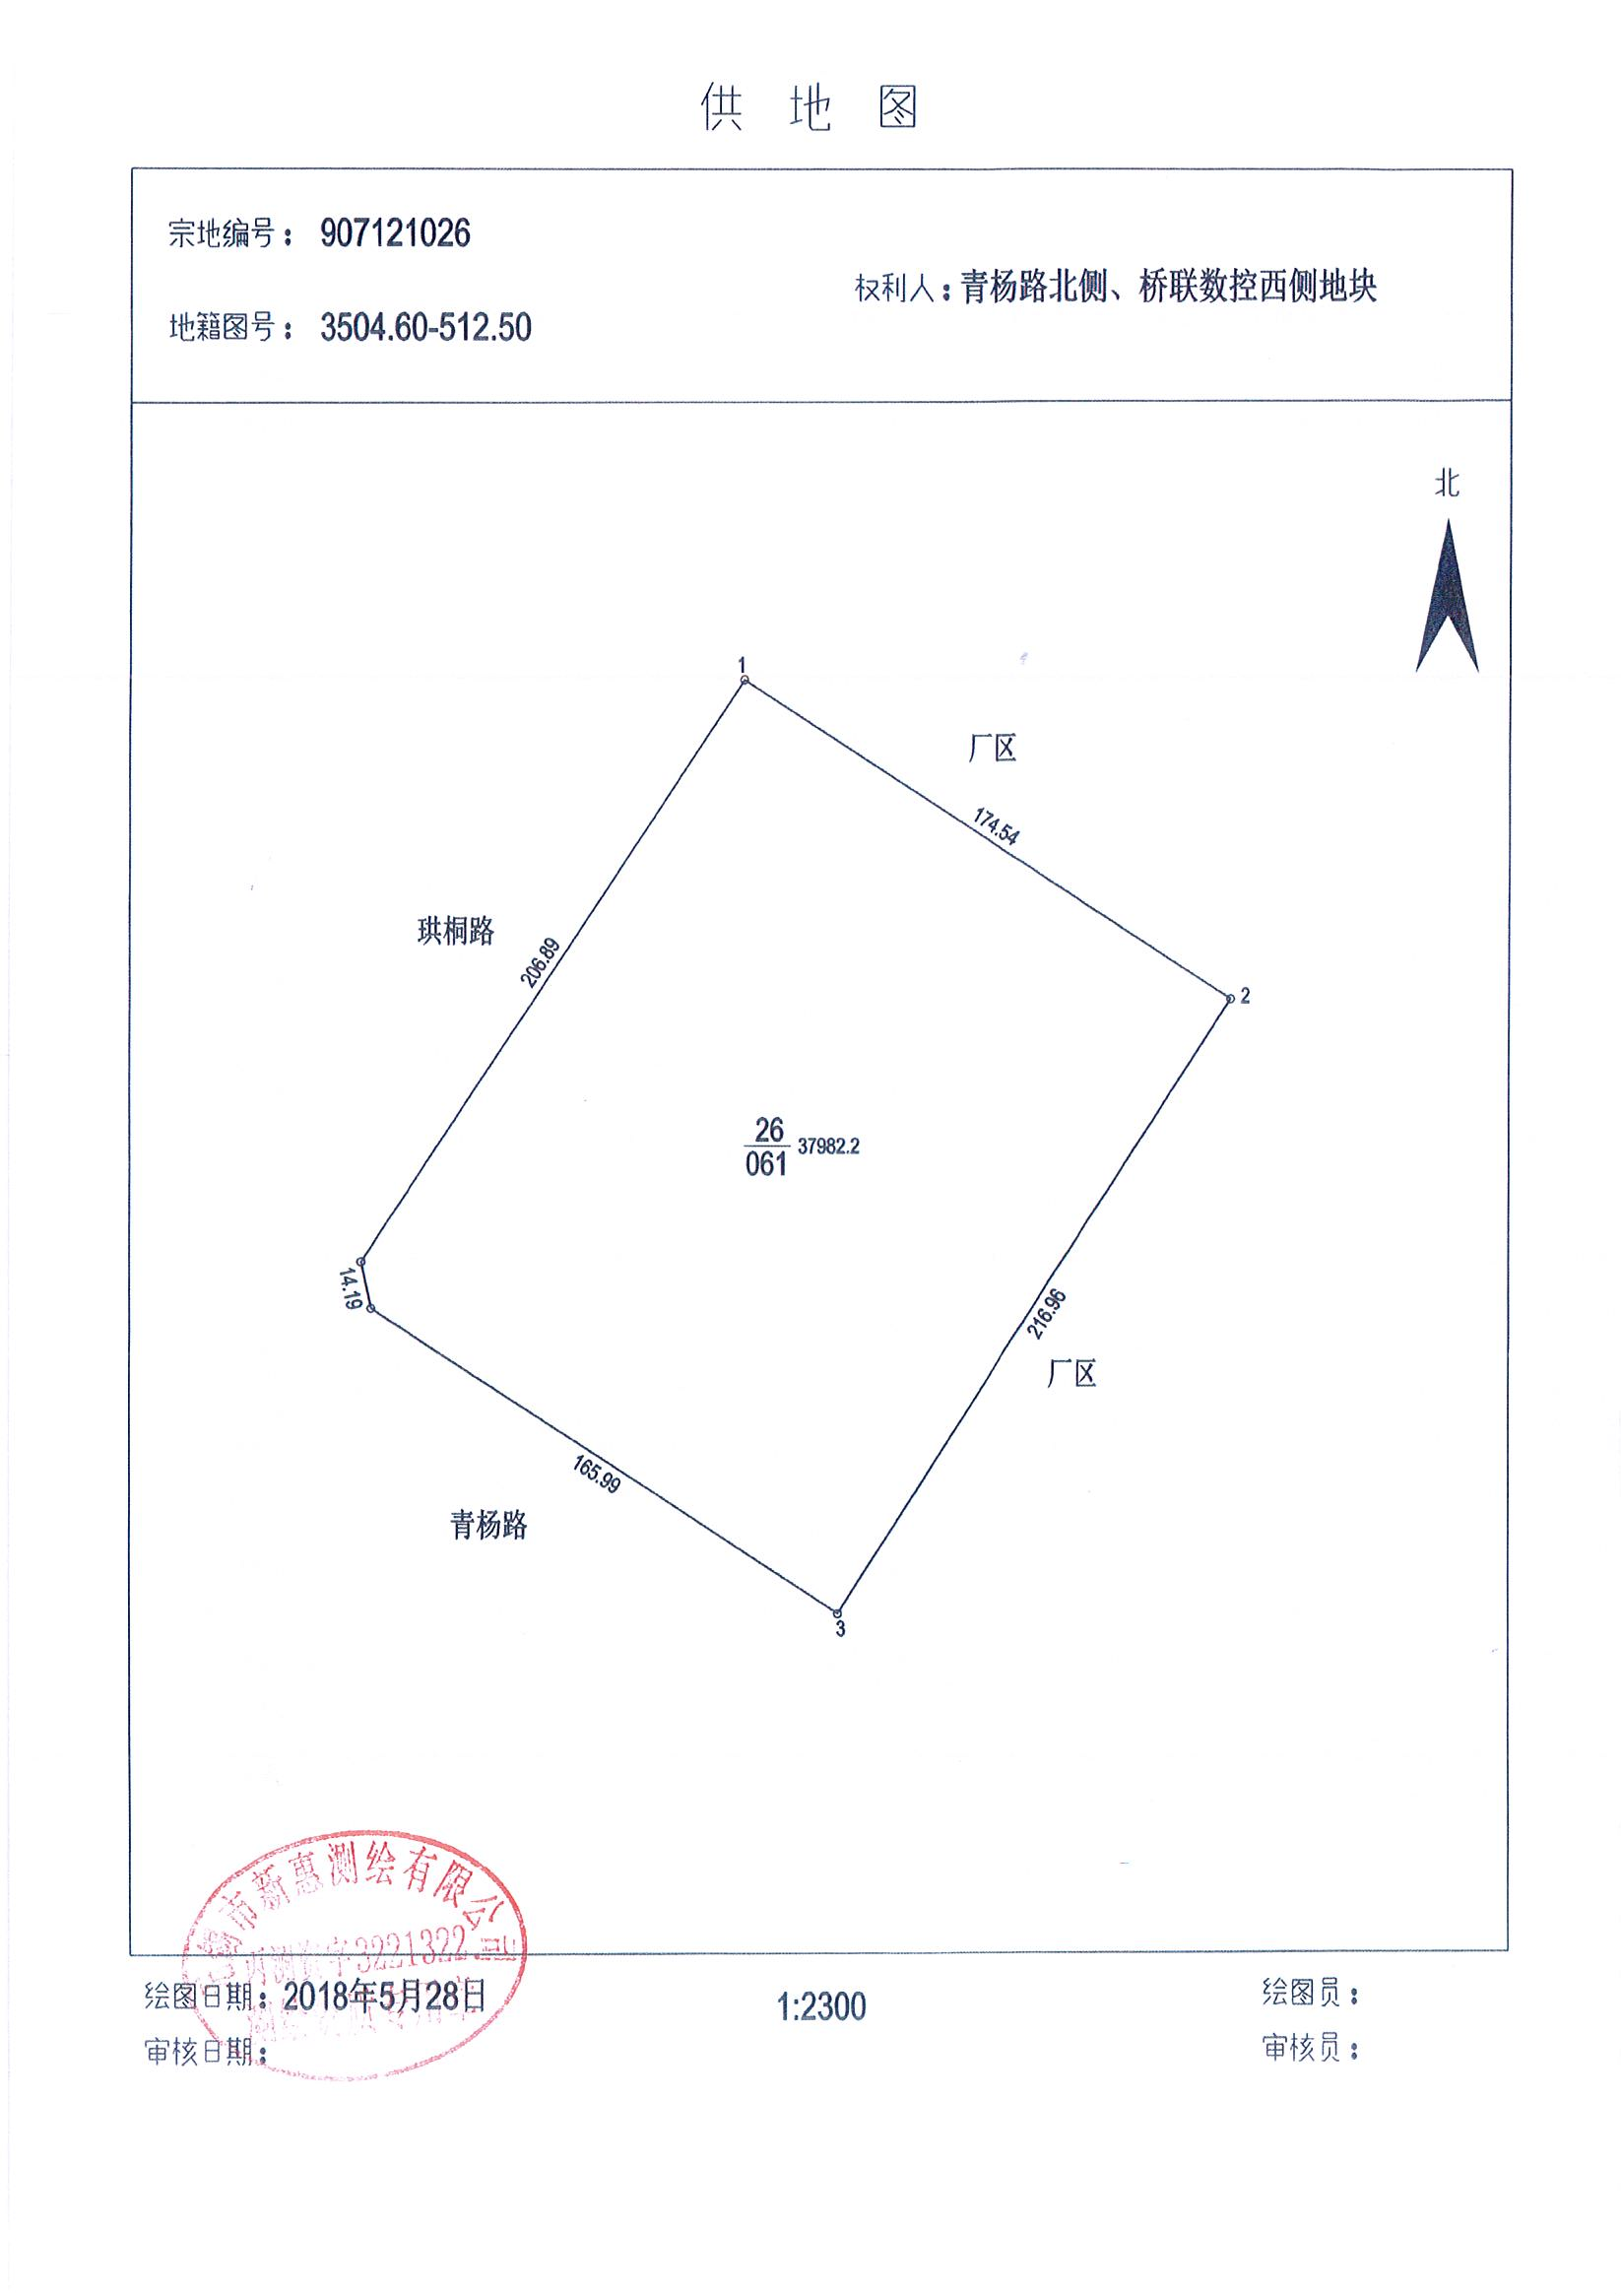 供 地 图
宗地编号: 907121026
权利人:青杨路北侧、桥联数控西侧地块
地籍图号: 3504.60-512.50
北
1
厂区
174.54
珙桐路
206.89
2
26
061
37982.2
14.19
216.96
厂区
165.99
青杨路
3
市新惠测绘有限公司
3221322
绘图日期:2018年5月28日
1:2300
绘图员:
审核日期:
审核员: